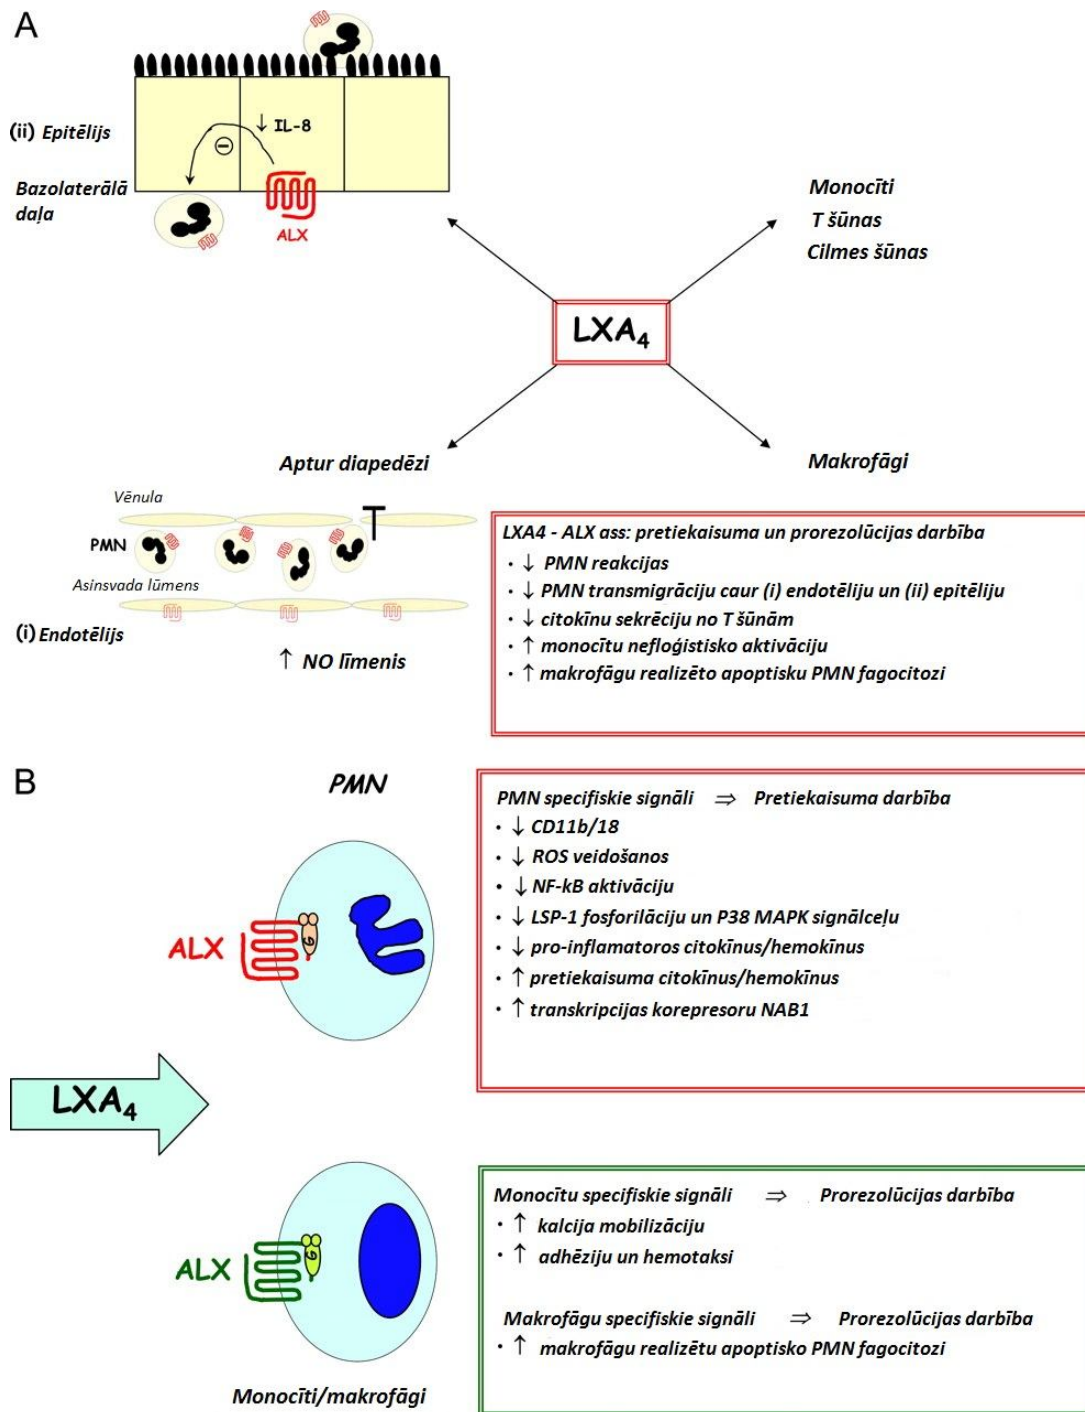 A
(ii) Epitēlijs
↓ IL-8
Bazolaterālā
daļa
ALX
Monocīti
T šūnas
Cilmes šūnas
LXA4
Aptur diapedēzi
Makrofāgi
Vēnula
PMN
Asinsvada lūmens
(i) Endotēlijs
↑ NO līmenis
LXA4 - ALX ass: pretiekaisuma un prorezolūcijas darbība
· ↓ PMN reakcijas
· ↓ PMN transmigrāciju caur (i) endotēliju un (ii) epitēliju
· ↓ citokīnu sekrēciju no T šūnām
· ↑ monocītu nefloģistisko aktivāciju
· ↑ makrofāgu realizēto apoptisku PMN fagocitozi
B
PMN
ALX
G
PMN specifiskie signāli ⇒ Pretiekaisuma darbība
· ↓ CD11b/18
· ↓ ROS veidošanos
• ↓ NF-kB aktivāciju
· ↓ LSP-1 fosforilāciju un P38 MAPK signālceļu
· ↓ pro-inflamatoros citokīnus/hemokīnus
· ↑ pretiekaisuma citokīnus/hemokīnus
· ↑ transkripcijas korepresoru NAB1
LXA4
ALX
G
Monocīti/makrofāgi
Monocītu specifiskie signāli ⇒ Prorezolūcijas darbība
· ↑ kalcija mobilizāciju
· ↑ adhēziju un hemotaksi
Makrofāgu specifiskie signāli ⇒ Prorezolūcijas darbība
· ↑ makrofāgu realizētu apoptisko PMN fagocitozi